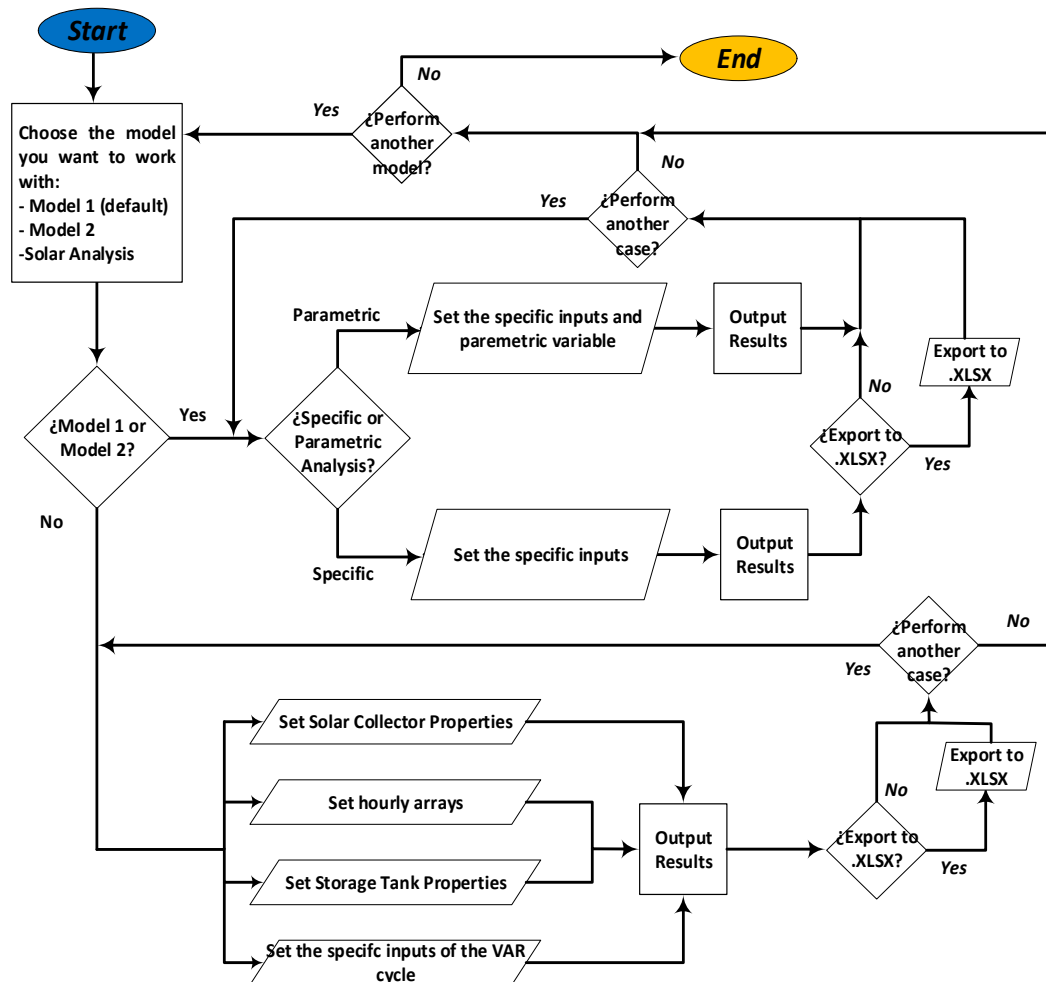 Start
End
No
Yes
¿Perform
another
model?
Choose the model
you want to work
with:
- Model 1 (default)
- Model 2
-Solar Analysis
No
Yes
¿Perform
another
case?
Parametric
Set the specific inputs and
paremetric variable
Output
Results
Export to
.XLSX
No
¿Model 1 or
Model 2?
Yes
¿Specific or
Parametric
Analysis?
¿Export to
.XLSX?
Yes
No
Specific
Set the specific inputs
Output
Results
¿Perform
another
case?
No
Yes
Set Solar Collector Properties
Export to
.XLSX
Set hourly arrays
No
Output
Results
¿Export to
.XLSX?
Yes
Set Storage Tank Properties
Set the specifc inputs of the VAR
cycle